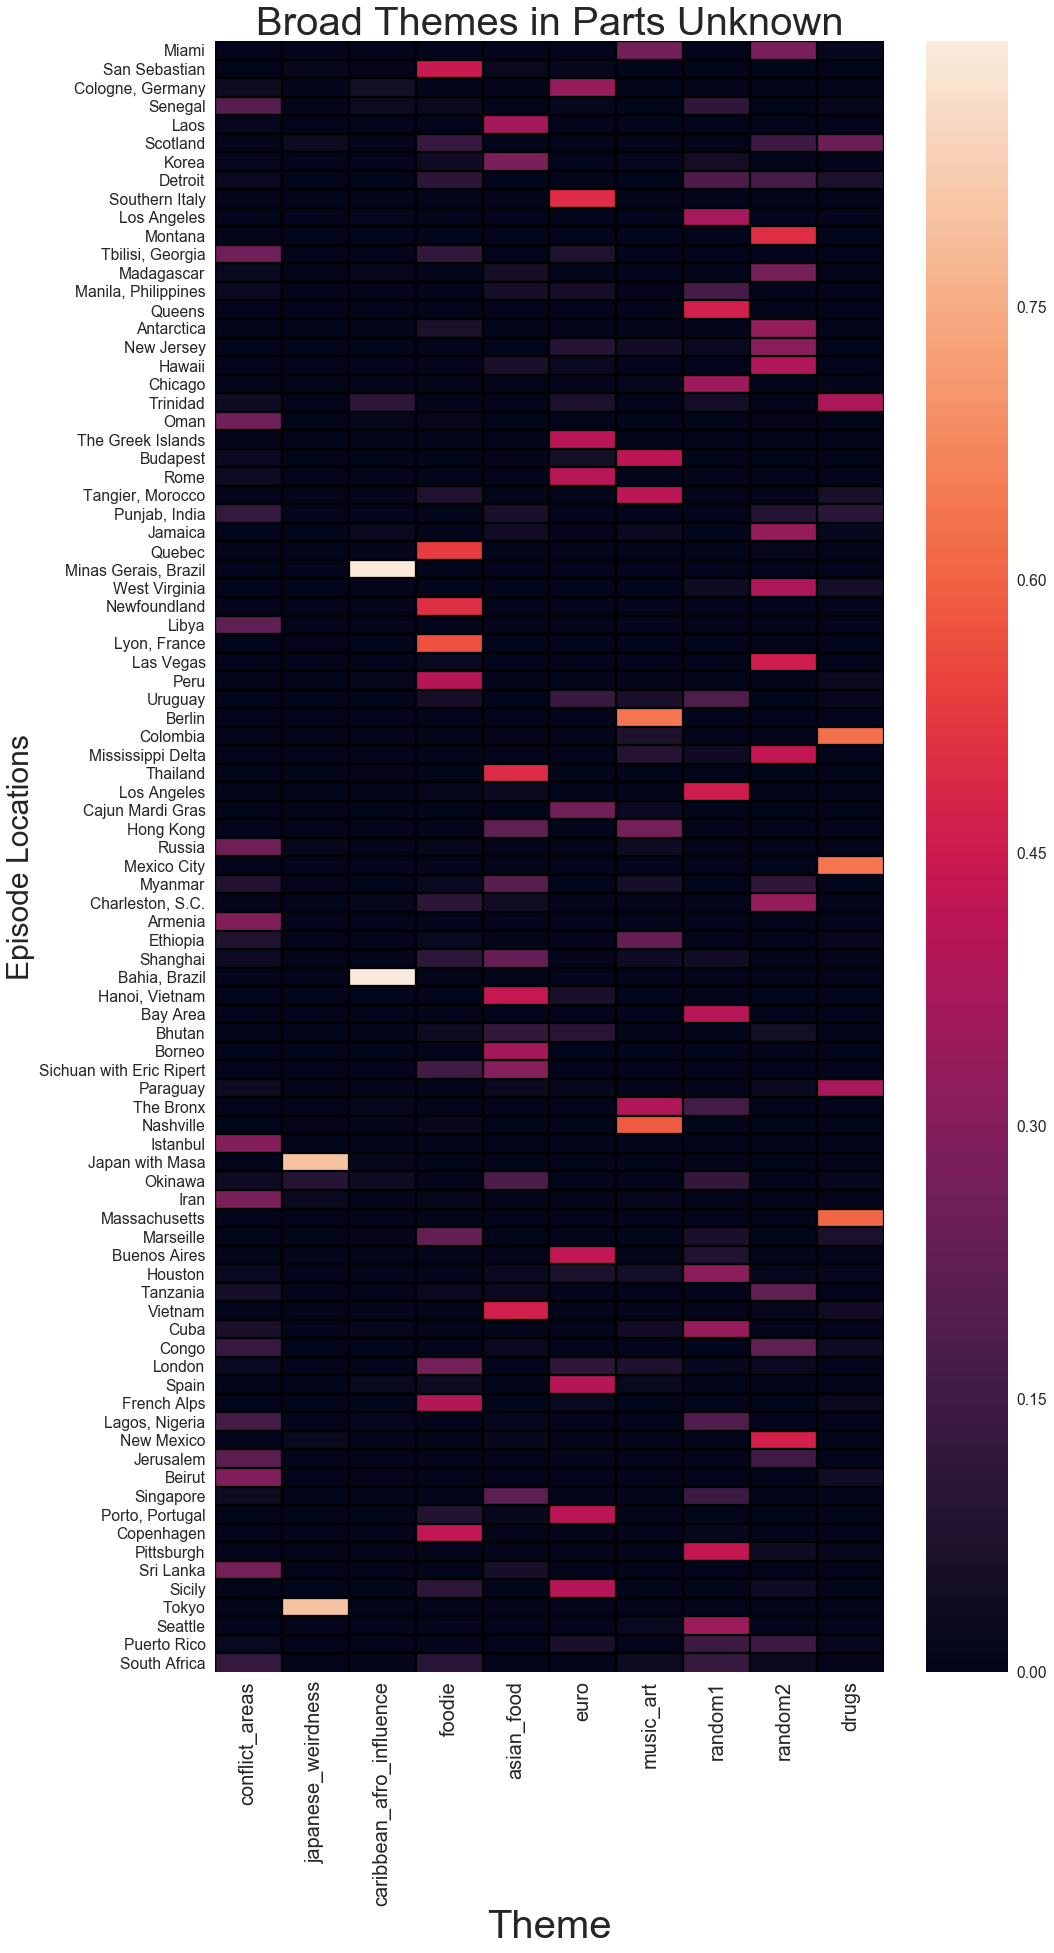 Broad Themes in Parts Unknown
Episode Locations
Miami
San Sebastian
Cologne, Germany
Senegal
Laos
Scotland
Korea
Detroit
Southern Italy
Los Angeles
Montana
Tbilisi, Georgia
Madagascar
Manila, Philippines
Queens
Antarctica
New Jersey
Hawaii
Chicago
Trinidad
Oman
The Greek Islands
Budapest
Rome
Tangier, Morocco
Punjab, India
Jamaica
Quebec
Minas Gerais, Brazil
West Virginia
Newfoundland
Libya
Lyon, France
Las Vegas
Peru
Uruguay
Berlin
Colombia
Mississippi Delta
Thailand
Los Angeles
Cajun Mardi Gras
Hong Kong
Russia
Mexico City
Myanmar
Charleston, S.C.
Armenia
Ethiopia
Shanghai
Bahia, Brazil
Hanoi, Vietnam
Bay Area
Bhutan
Borneo
Sichuan with Eric Ripert
Paraguay
The Bronx
Nashville
Istanbul
Japan with Masa
Okinawa
Iran
Massachusetts
Marseille
Buenos Aires
Houston
Tanzania
Vietnam
Cuba
Congo
London
Spain
French Alps
Lagos, Nigeria
New Mexico
Jerusalem
Beirut
Singapore
Porto, Portugal
Copenhagen
Pittsburgh
Sri Lanka
Sicily
Tokyo
Seattle
Puerto Rico
South Africa
conflict_areas
japanese_weirdness
caribbean_afro_influence
foodie
asian_food
euro
music_art
random1
random2
drugs
Theme
0.75
0.60
0.45
0.30
0.15
0.00